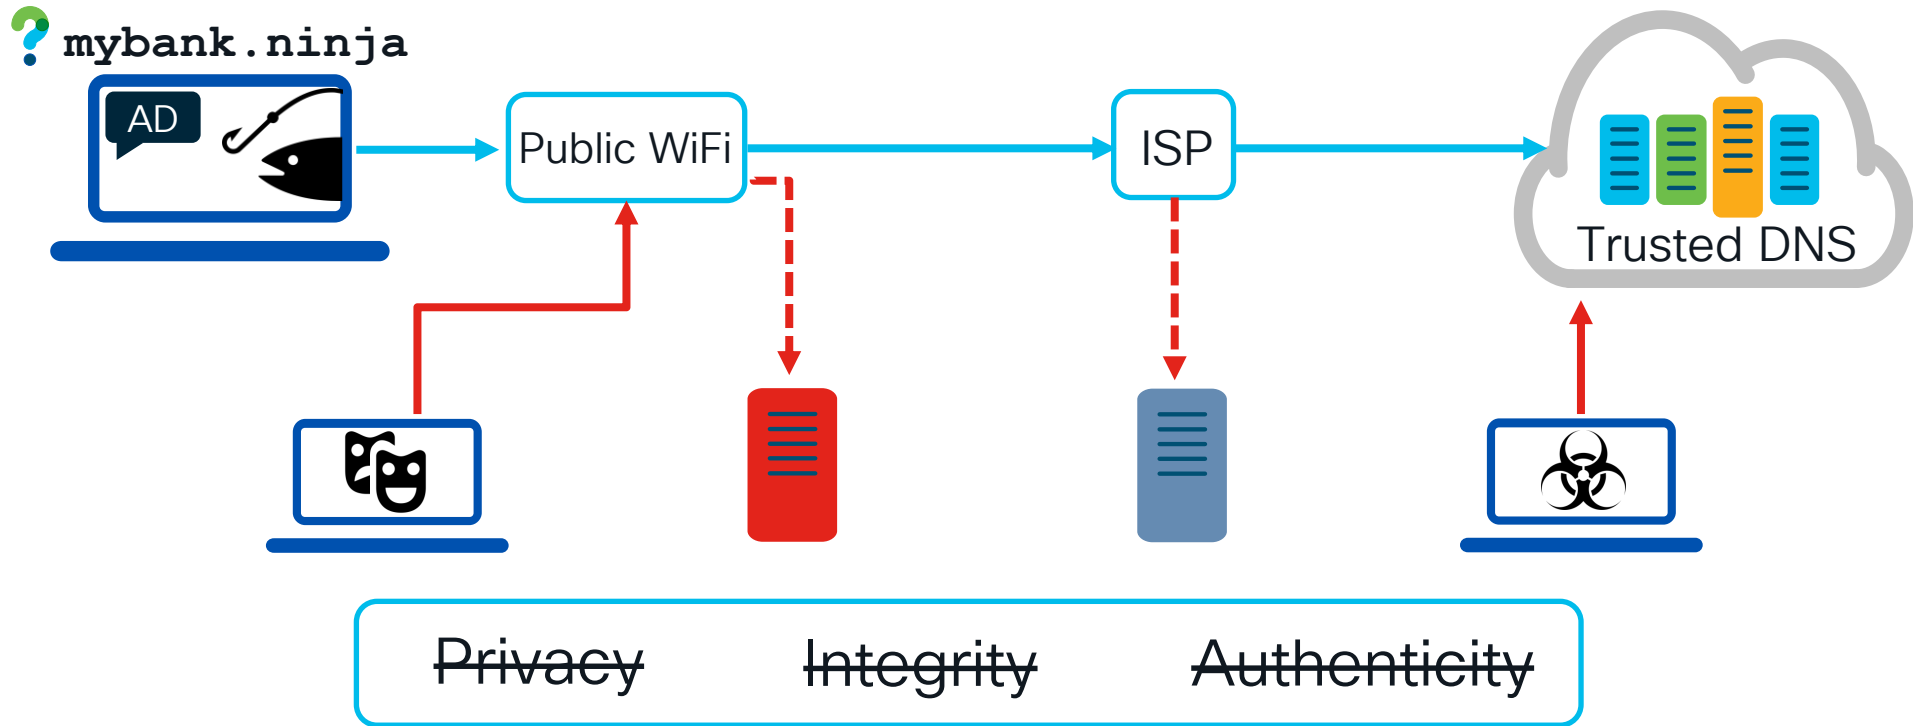 mybank.ninja
AD
Public WiFi
ISP
Trusted DNS
Privacy
Integrity
Authenticity